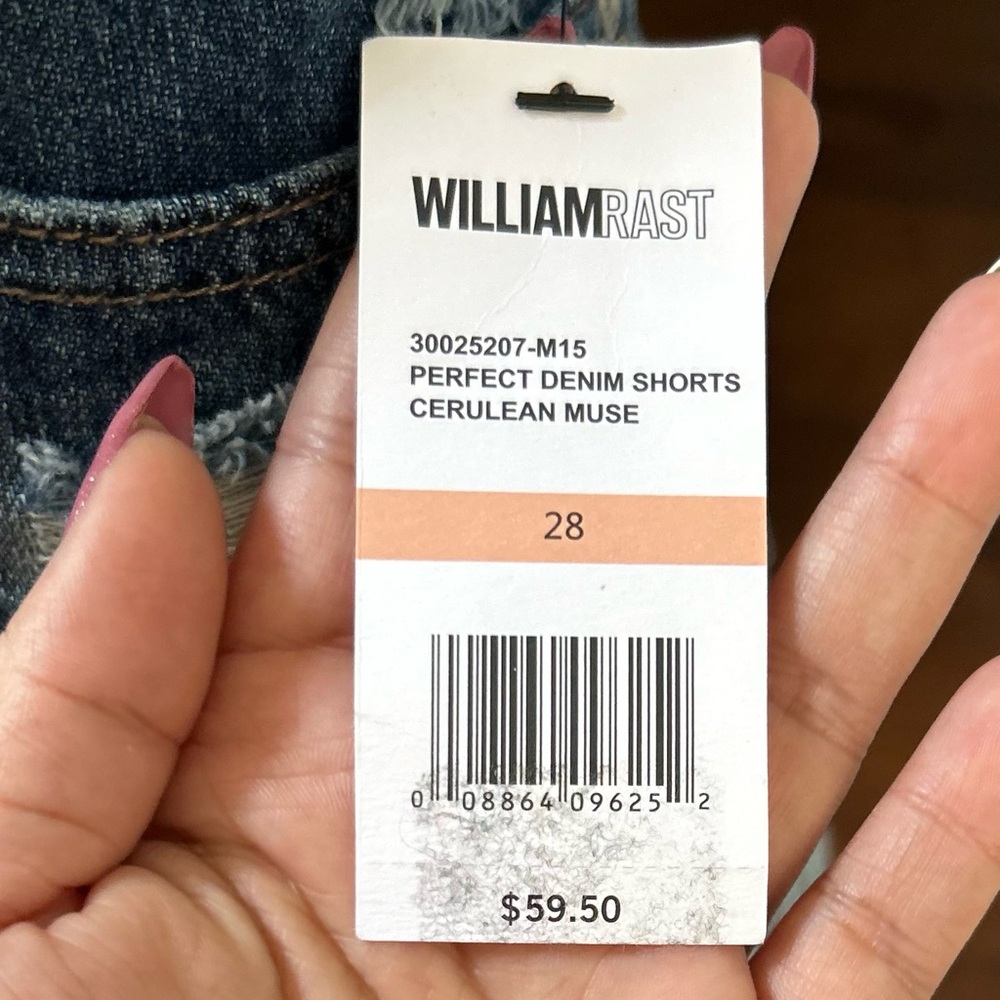 WILLIAMRAST
30025207-M15
PERFECT DENIM SHORTS
CERULEAN MUSE
28
0 08864 09625 2
$59.50